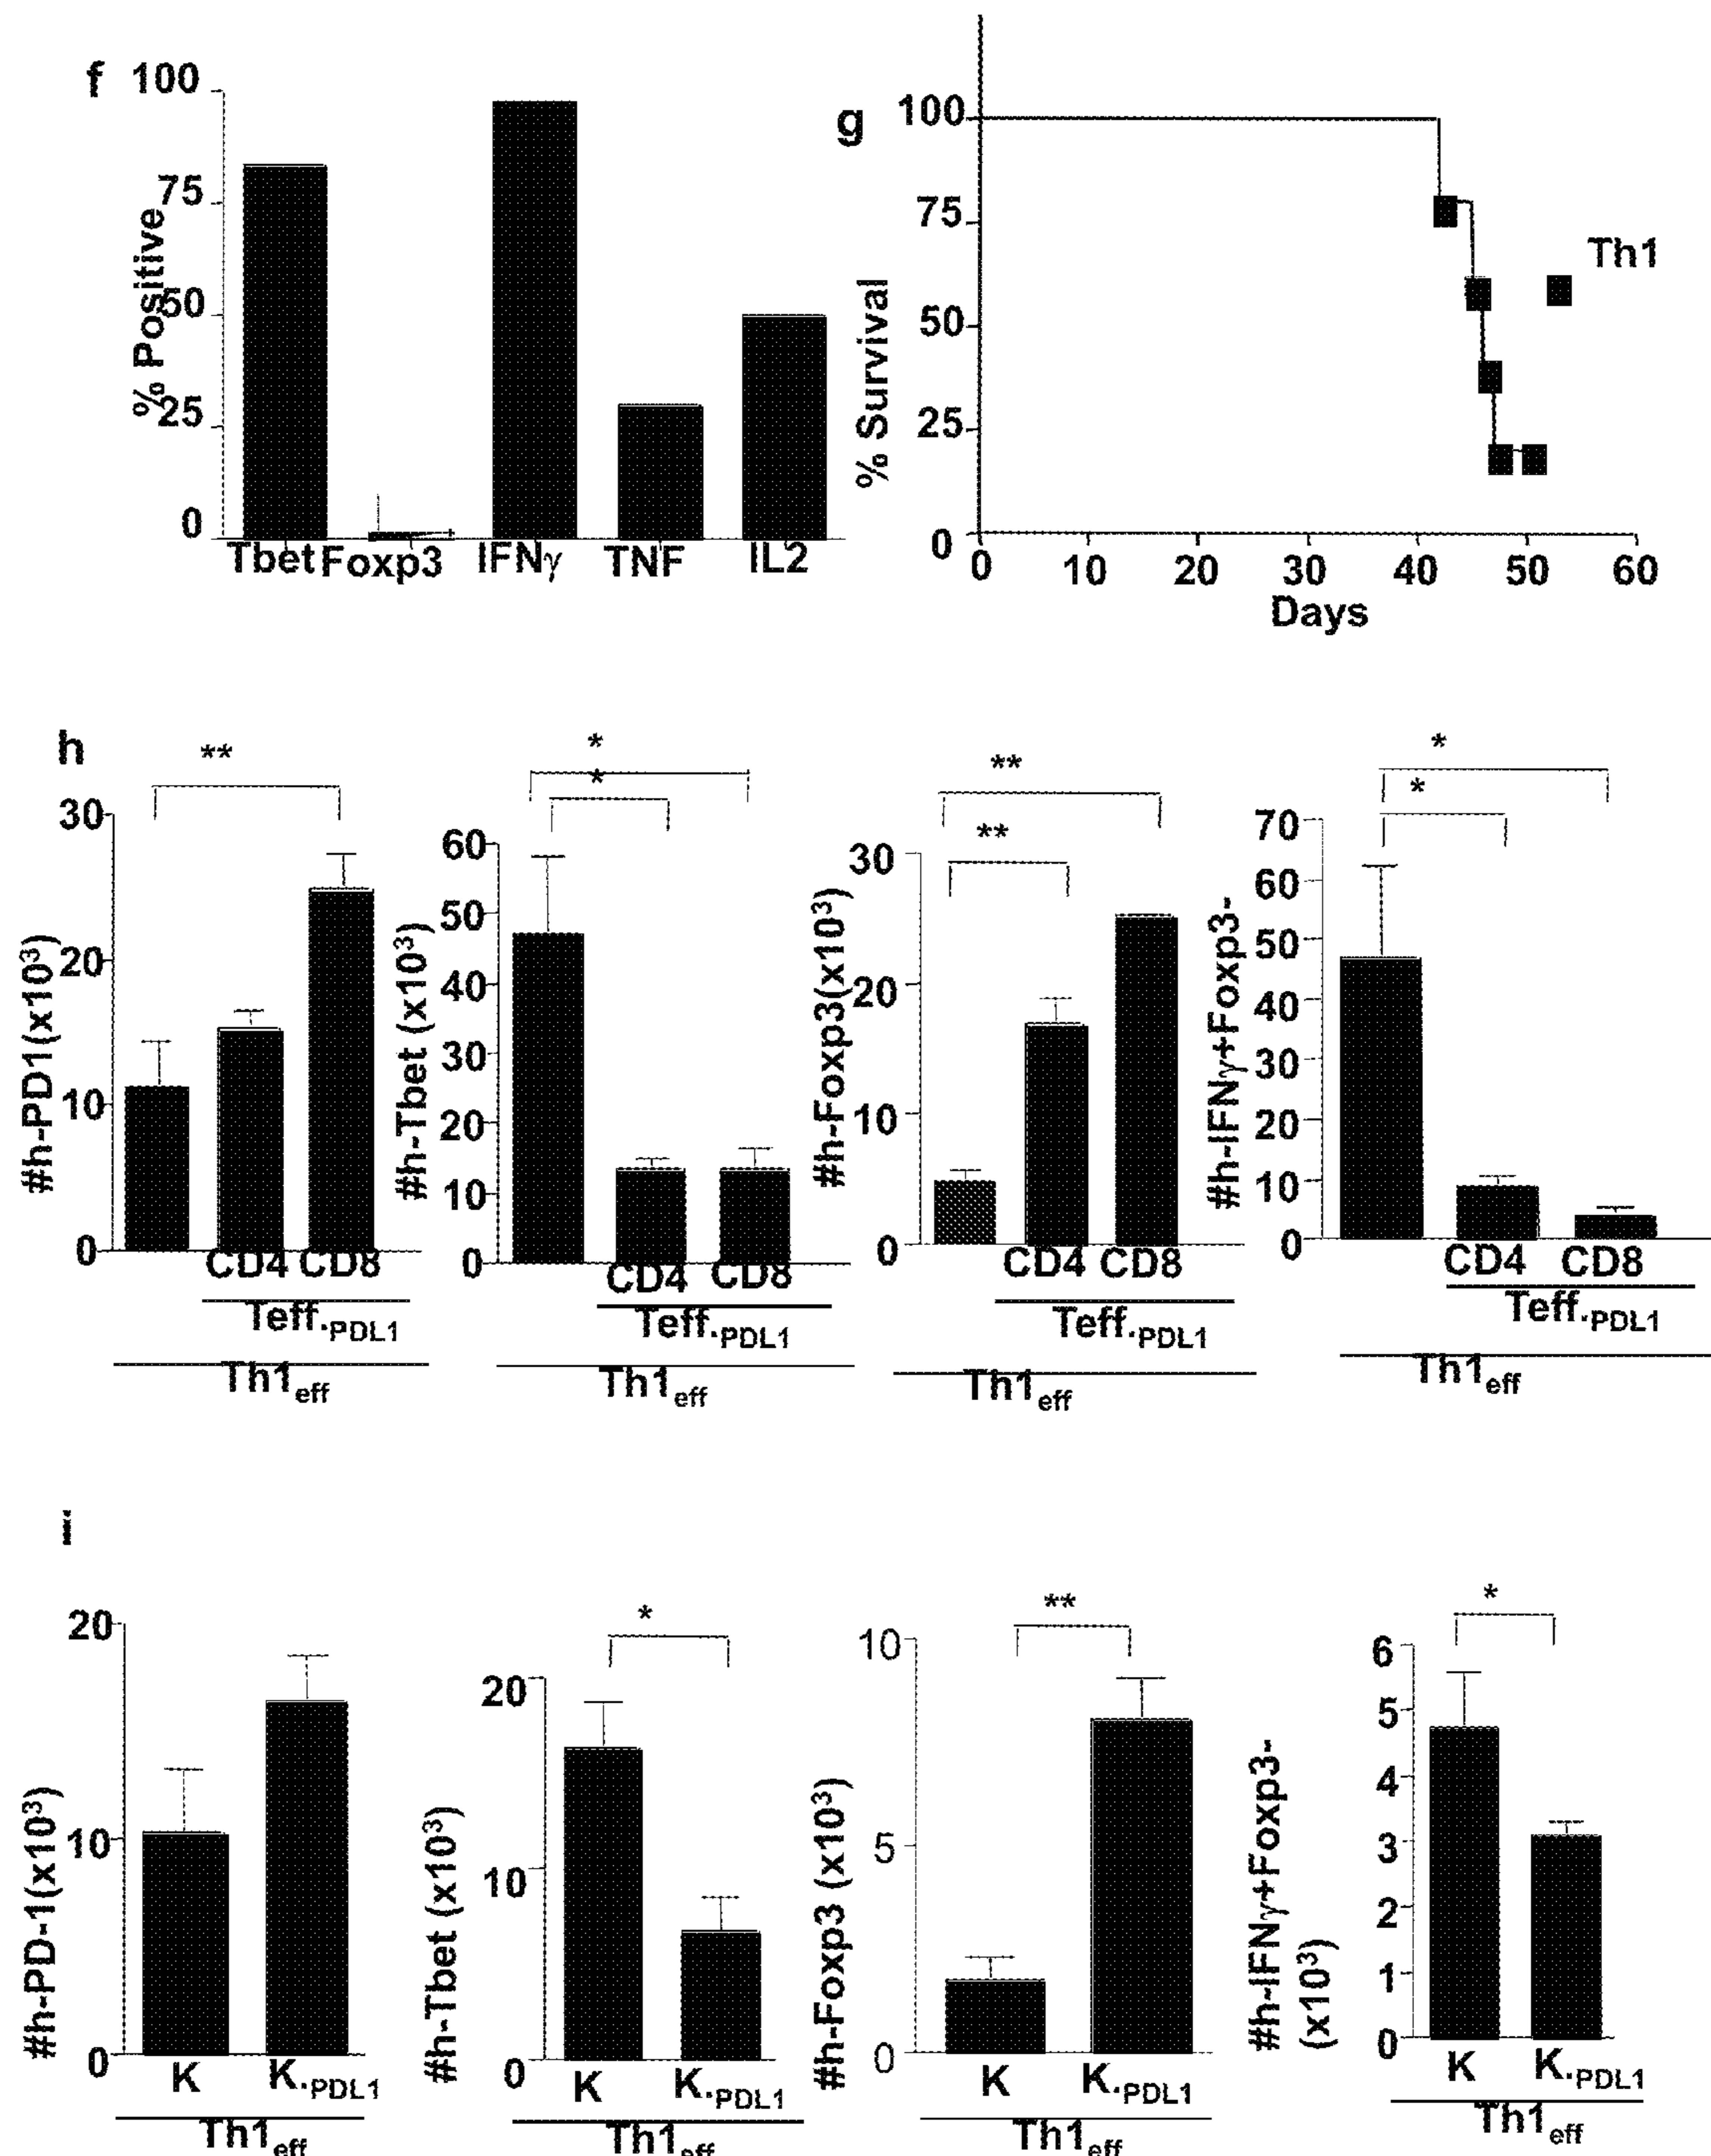 f
% Positive
100
75
50
25
0
Tbet Foxp3 IFNγ TNF IL2
g
% Survival
100
75
50
25
0
0 10 20 30 40 50 60
Days
Th1
h
**
#h-PD1(x10³)
30
20
10
0
CD4 CD8
Teff.PDL1
Th1eff
*
*
#h-Tbet (x10³)
60
50
40
30
20
10
0
CD4 CD8
Teff.PDL1
Th1eff
**
**
#h-Foxp3(x10³)
30
20
10
0
CD4 CD8
Teff.PDL1
Th1eff
*
*
#h-IFNγ+Foxp3-
70
60
50
40
30
20
10
0
CD4 CD8
Teff.PDL1
Th1eff
i
#h-PD-1(x10³)
20
10
0
K K.PDL1
Th1eff
*
#h-Tbet (x10³)
20
10
0
K K.PDL1
Th1eff
**
#h-Foxp3 (x10³)
10
5
0
K K.PDL1
Th1eff
*
#h-IFNγ+Foxp3-
(x10³)
6
5
4
3
2
1
0
K K.PDL1
Th1eff